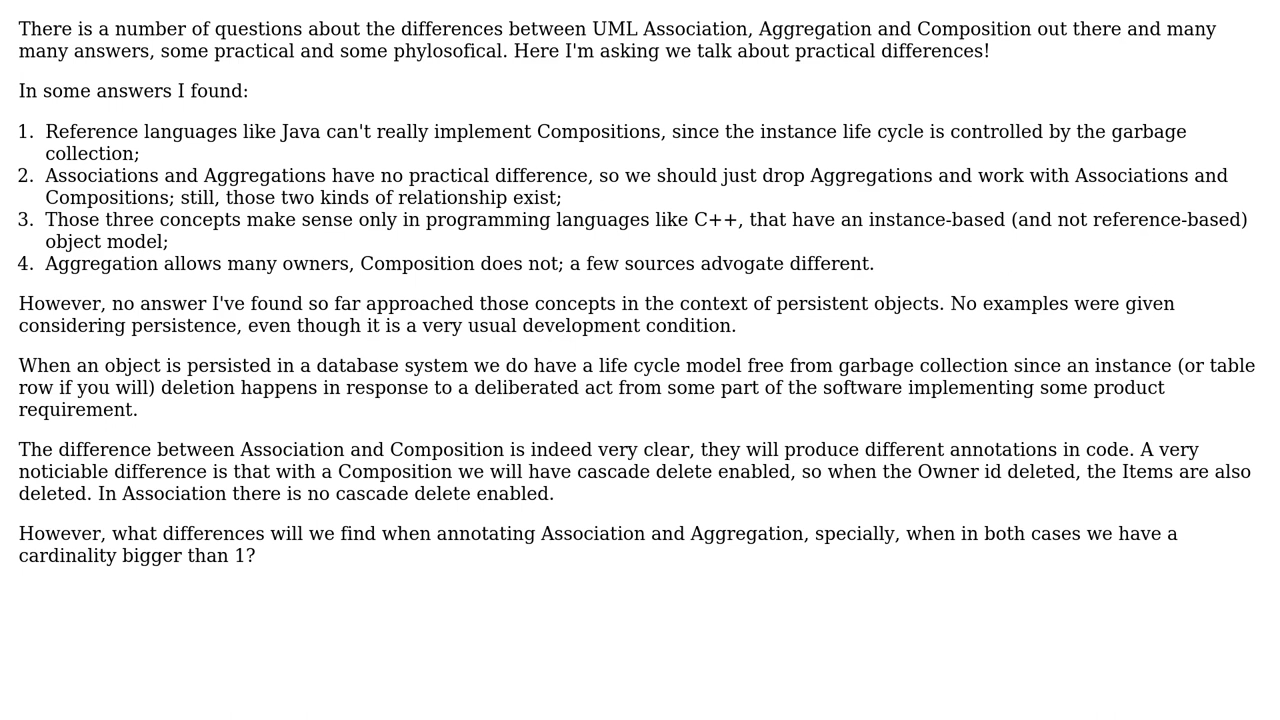 There is a number of questions about the differences between UML Association, Aggregation and Composition out there and many
many answers, some practical and some phylosofical. Here I'm asking we talk about practical differences!
In some answers I found:
1. Reference languages like Java can't really implement Compositions, since the instance life cycle is controlled by the garbage
collection;
2. Associations and Aggregations have no practical difference, so we should just drop Aggregations and work with Associations and
Compositions; still, those two kinds of relationship exist;
3. Those three concepts make sense only in programming languages like C++, that have an instance-based (and not reference-based)
object model;
4. Aggregation allows many owners, Composition does not; a few sources advogate different.
However, no answer I've found so far approached those concepts in the context of persistent objects. No examples were given
considering persistence, even though it is a very usual development condition.
When an object is persisted in a database system we do have a life cycle model free from garbage collection since an instance (or table
row if you will) deletion happens in response to a deliberated act from some part of the software implementing some product
requirement.
The difference between Association and Composition is indeed very clear, they will produce different annotations in code. A very
noticiable difference is that with a Composition we will have cascade delete enabled, so when the Owner id deleted, the Items are also
deleted. In Association there is no cascade delete enabled.
However, what differences will we find when annotating Association and Aggregation, specially, when in both cases we have a
cardinality bigger than 1?